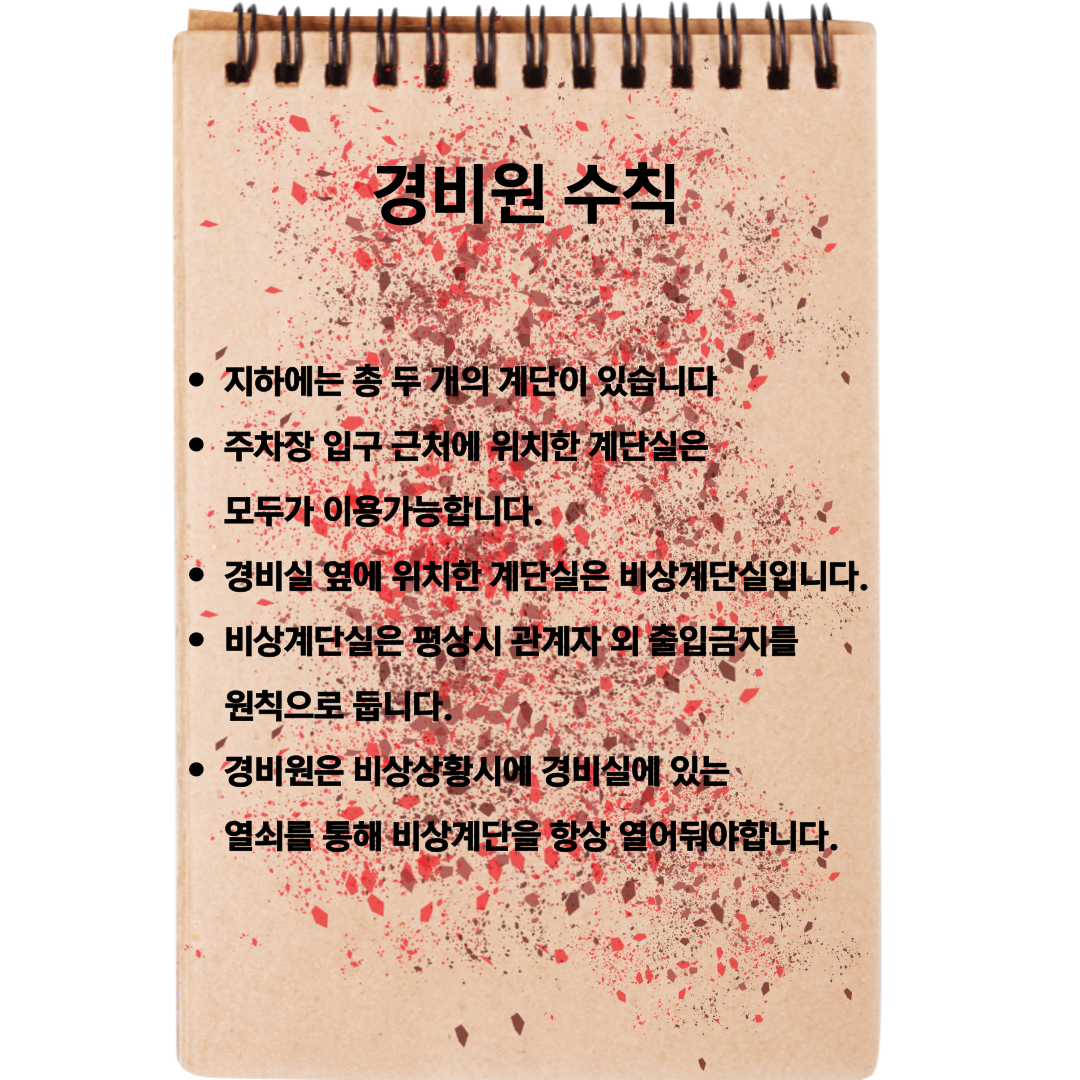 경비원 수칙
• 지하에는 총 두 개의 계단이 있습니다
• 주차장 입구 근처에 위치한 계단실은
모두가 이용가능합니다.
• 경비실 옆에 위치한 계단실은 비상계단실입니다.
• 비상계단실은 평상시 관계자 외 출입금지를
원칙으로 둡니다.
• 경비원은 비상상황시에 경비실에 있는
열쇠를 통해 비상계단을 항상 열어둬야합니다.